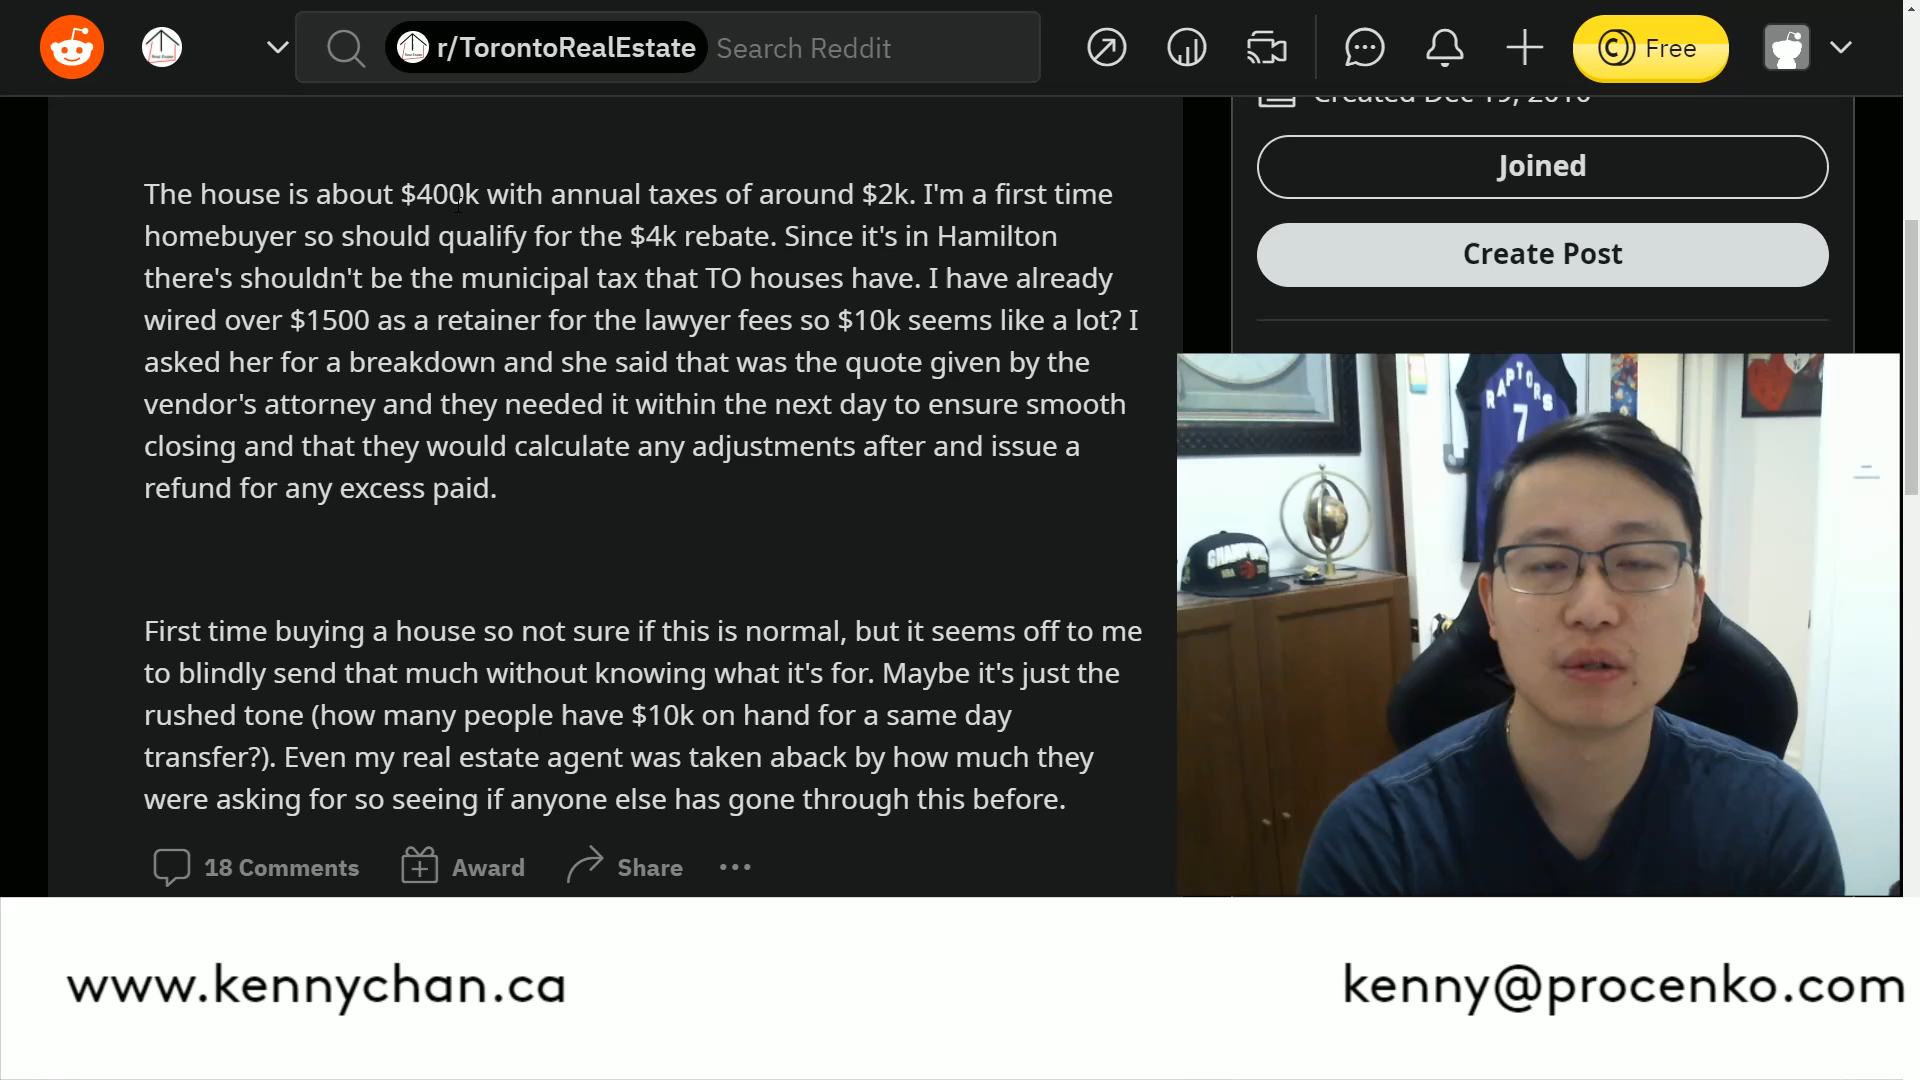 r/TorontoRealEstate
Search Reddit
Free
Created Dec 19, 2016
Joined
Create Post
The house is about $400k with annual taxes of around $2k. I'm a first time
homebuyer so should qualify for the $4k rebate. Since it's in Hamilton
there's shouldn't be the municipal tax that TO houses have. I have already
wired over $1500 as a retainer for the lawyer fees so $10k seems like a lot? I
asked her for a breakdown and she said that was the quote given by the
vendor's attorney and they needed it within the next day to ensure smooth
closing and that they would calculate any adjustments after and issue a
refund for any excess paid.
First time buying a house so not sure if this is normal, but it seems off to me
to blindly send that much without knowing what it's for. Maybe it's just the
rushed tone (how many people have $10k on hand for a same day
transfer?). Even my real estate agent was taken aback by how much they
were asking for so seeing if anyone else has gone through this before.
18 Comments
Award
Share
RAPTORS
7
www.kennychan.ca
kenny@procenko.com